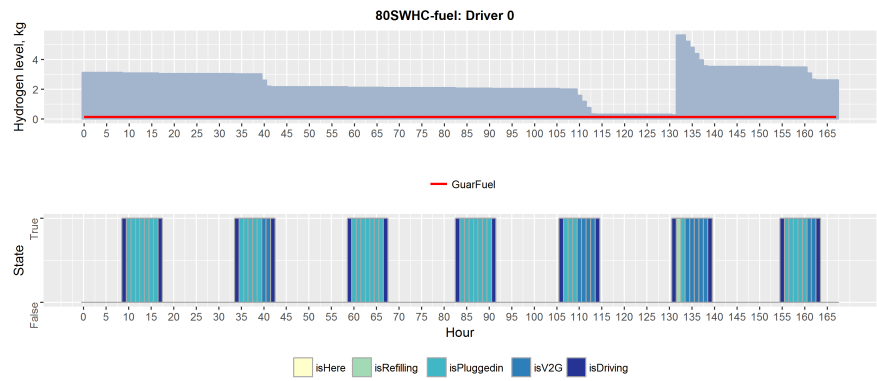 80SWHC-fuel: Driver 0
Hydrogen level, kg
4
2
0
0 5 10 15 20 25 30 35 40 45 50 55 60 65 70 75 80 85 90 95 100 105 110 115 120 125 130 135 140 145 150 155 160 165
GuarFuel
State
True
False
0 5 10 15 20 25 30 35 40 45 50 55 60 65 70 75 80 85 90 95 100 105 110 115 120 125 130 135 140 145 150 155 160 165
Hour
isHere isRefilling isPluggedin isV2G isDriving